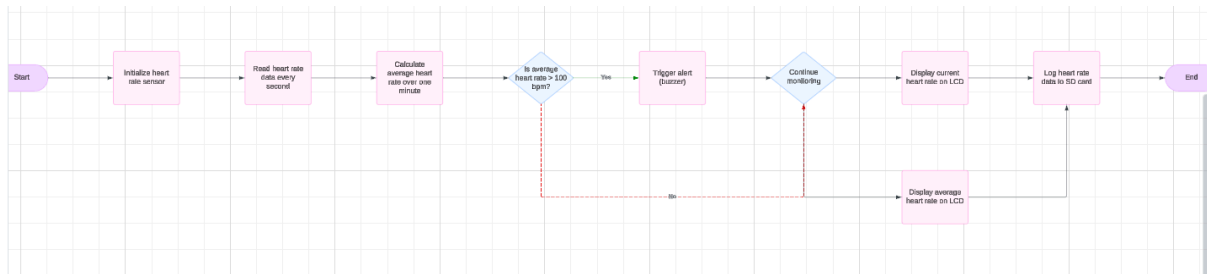 Start
Initialize heart
rate sensor
Read heart rate
data every
second
Calculate
average heart
rate over one
minute
Is average
heart rate > 100
bpm?
Yes
Trigger alert
(buzzer)
Continue
monitoring
Display current
heart rate on LCD
Log heart rate
data to SD card
End
No
Display average
heart rate on LCD